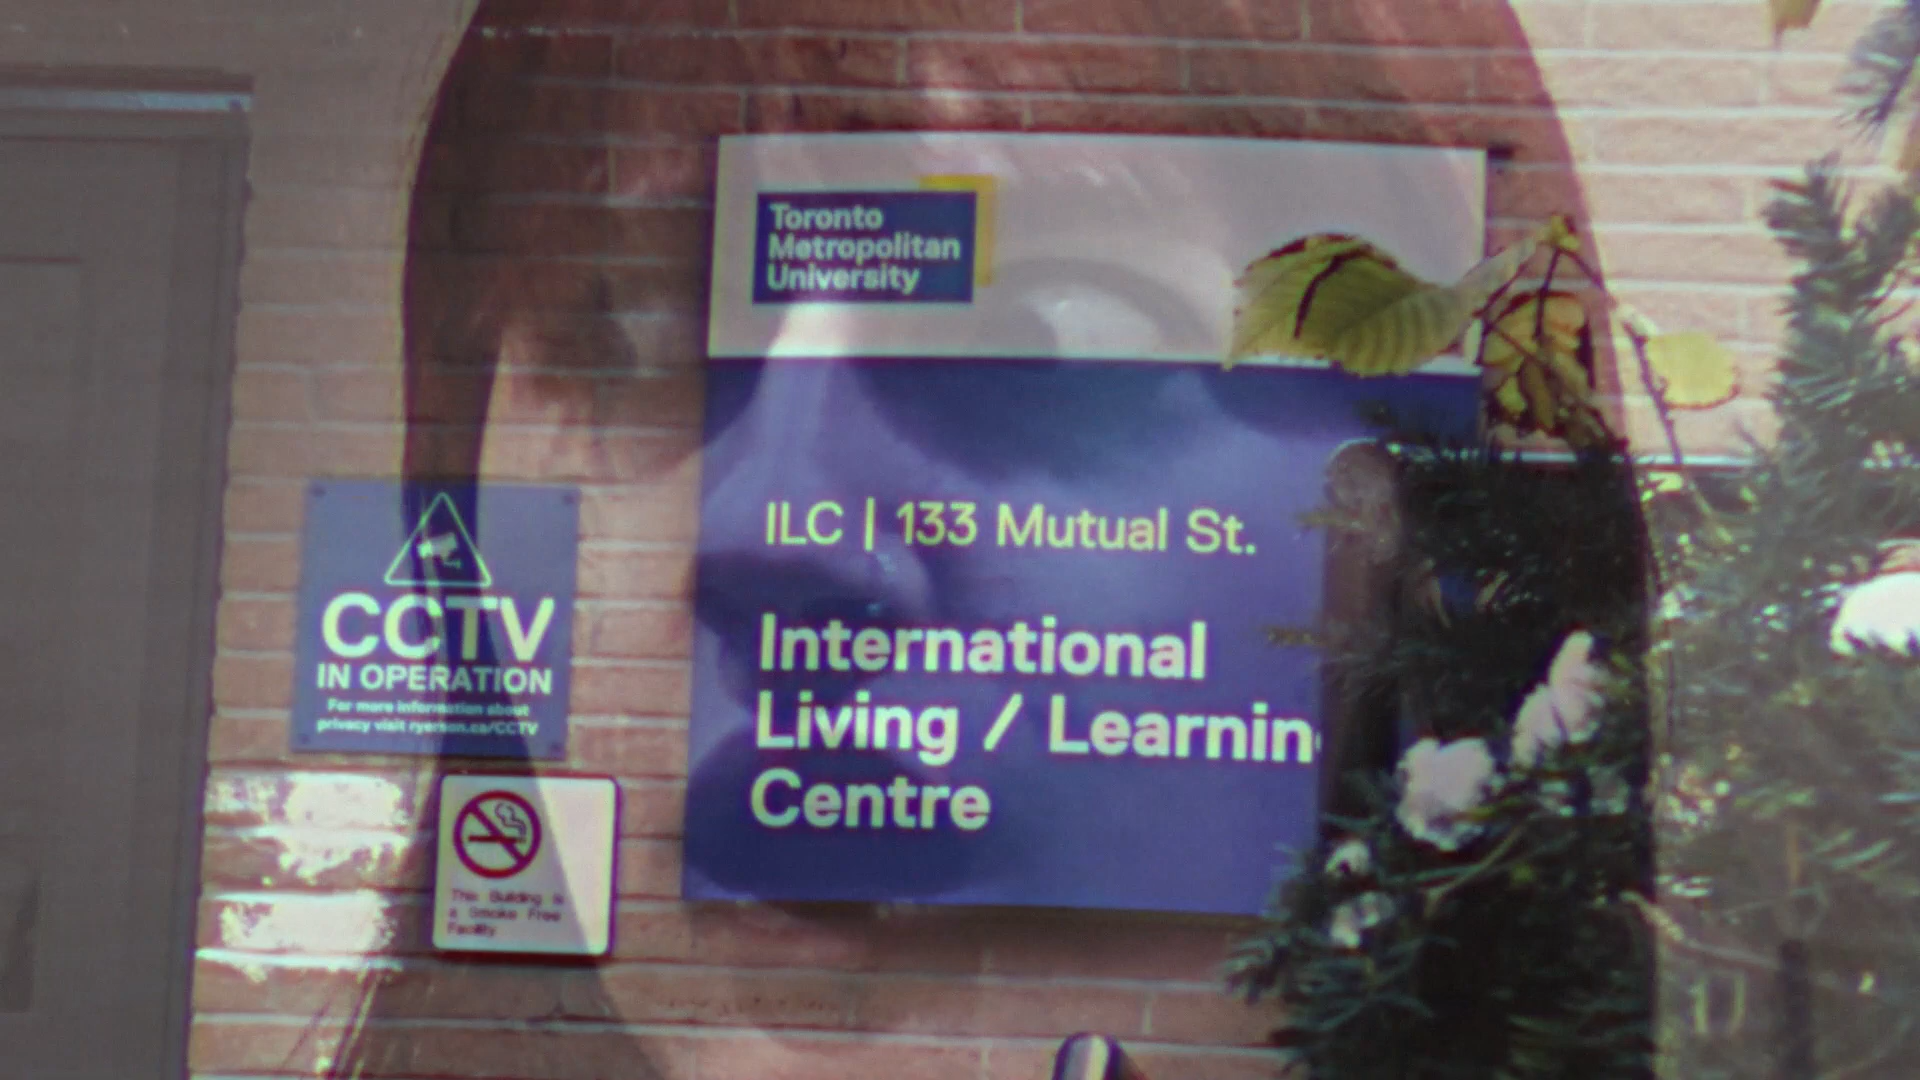 Toronto
Metropolitan
University
ILC | 133 Mutual St.
International
Living / Learnin
Centre
CCTV
IN OPERATION
For more information about
privacy visit ryerson.ca/CCTV
This Building is
a Smoke Free
Facility